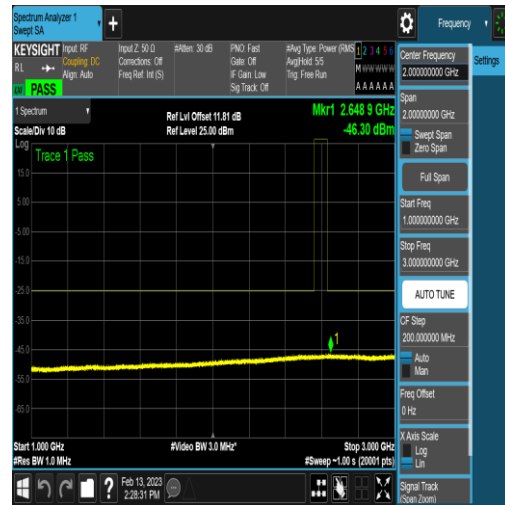 Spectrum Analyzer 1
Swept SA
+
Frequency
KEYSIGHT
RL
Input: RF
Coupling: DC
Align: Auto
Input Z: 50 Ω
Corrections: Off
Freq Ref: Int (S)
#Atten: 30 dB
PNO: Fast
Gate: Off
IF Gain: Low
Sig Track: Off
#Avg Type: Power (RMS
Avg|Hold: 5/5
Trig: Free Run
1 2 3 4 5 6
M W W W W W
A A A A A A
PASS
1 Spectrum
Scale/Div 10 dB
Log
Ref Lvl Offset 11.81 dB
Ref Level 25.00 dBm
Mkr1 2.648 9 GHz
-46.30 dBm
Trace 1 Pass
15.0
5.00
-5.00
-15.0
-25.0
-35.0
-45.0
-55.0
-65.0
1
Start 1.000 GHz
#Res BW 1.0 MHz
#Video BW 3.0 MHz*
Stop 3.000 GHz
#Sweep ~1.00 s (20001 pts)
Feb 13, 2023
2:28:31 PM
Center Frequency
2.000000000 GHz
Settings
Span
2.00000000 GHz
Swept Span
Zero Span
Full Span
Start Freq
1.000000000 GHz
Stop Freq
3.000000000 GHz
AUTO TUNE
CF Step
200.000000 MHz
Auto
Man
Freq Offset
0 Hz
X Axis Scale
Log
Lin
Signal Track
(Span Zoom)